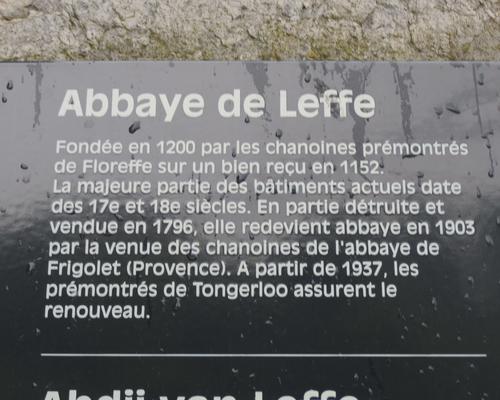 Abbaye de Leffe
Fondée en 1200 par les chanoines prémontrés
de Floreffe sur un bien reçu en 1152.
La majeure partie des bâtiments actuels date
des 17e et 18e siècles. En partie détruite et
vendue en 1796, elle redevient abbaye en 1903
par la venue des chanoines de l'abbaye de
Frigolet (Provence). A partir de 1937, les
prémontrés de Tongerloo assurent le
renouveau.
Abdij van Leffe